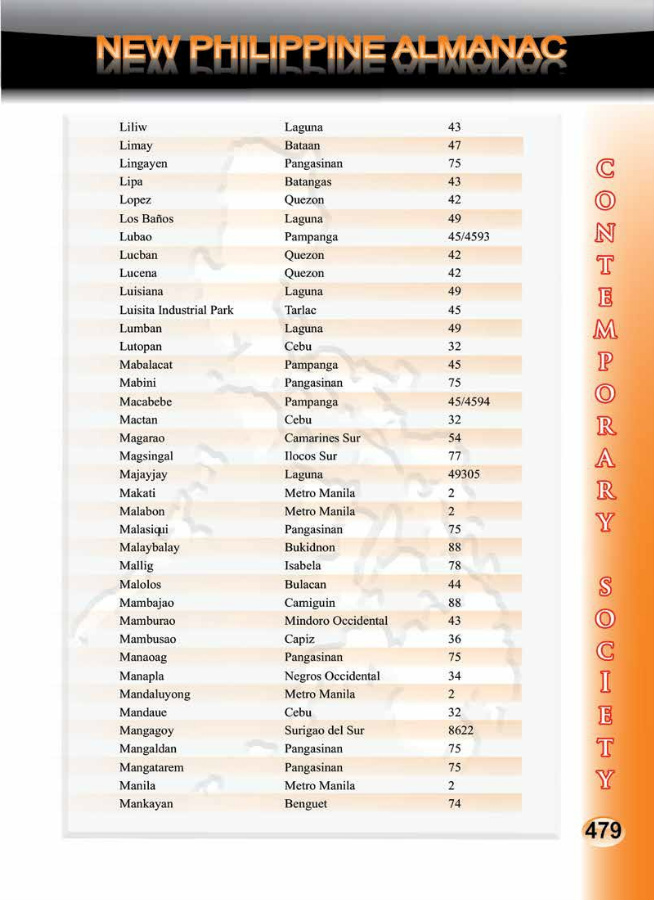 NEW PHILIPPINE ALMANAC
Liliw Laguna 43
Limay Bataan 47
Lingayen Pangasinan 75
Lipa Batangas 43
Lopez Quezon 42
Los Baños Laguna 49
Lubao Pampanga 45/4593
Lucban Quezon 42
Lucena Quezon 42
Luisiana Laguna 49
Luisita Industrial Park Tarlac 45
Lumban Laguna 49
Lutopan Cebu 32
Mabalacat Pampanga 45
Mabini Pangasinan 75
Macabebe Pampanga 45/4594
Mactan Cebu 32
Magarao Camarines Sur 54
Magsingal Ilocos Sur 77
Majayjay Laguna 49305
Makati Metro Manila 2
Malabon Metro Manila 2
Malasiqui Pangasinan 75
Malaybalay Bukidnon 88
Mallig Isabela 78
Malolos Bulacan 44
Mambajao Camiguin 88
Mamburao Mindoro Occidental 43
Mambusao Capiz 36
Manaoag Pangasinan 75
Manapla Negros Occidental 34
Mandaluyong Metro Manila 2
Mandaue Cebu 32
Mangagoy Surigao del Sur 8622
Mangaldan Pangasinan 75
Mangatarem Pangasinan 75
Manila Metro Manila 2
Mankayan Benguet 74
CONTEMPORARY SOCIETY
479